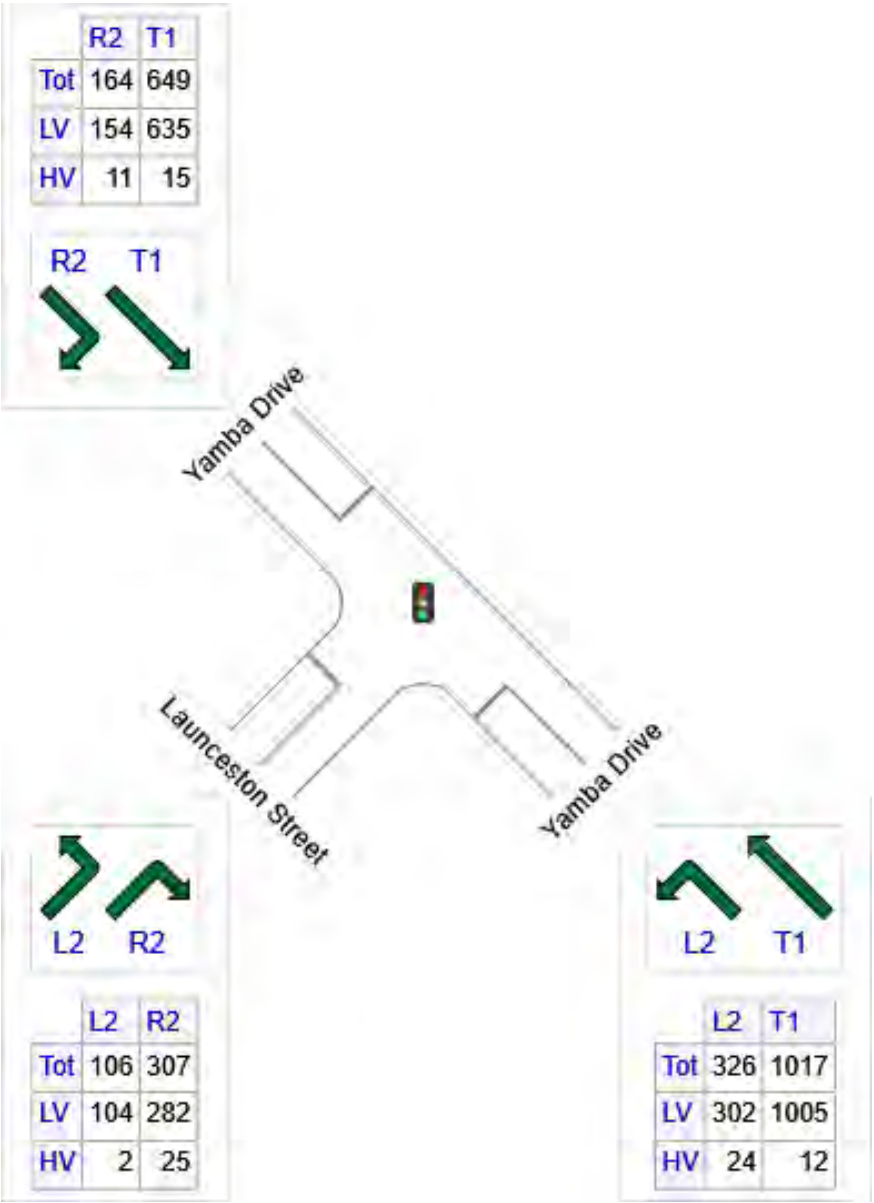 R2 T1
Tot 164 649
LV 154 635
HV 11 15
R2 T1
Yamba Drive
Launceston Street
Yamba Drive
L2 R2
L2 R2
Tot 106 307
LV 104 282
HV 2 25
L2 T1
L2 T1
Tot 326 1017
LV 302 1005
HV 24 12